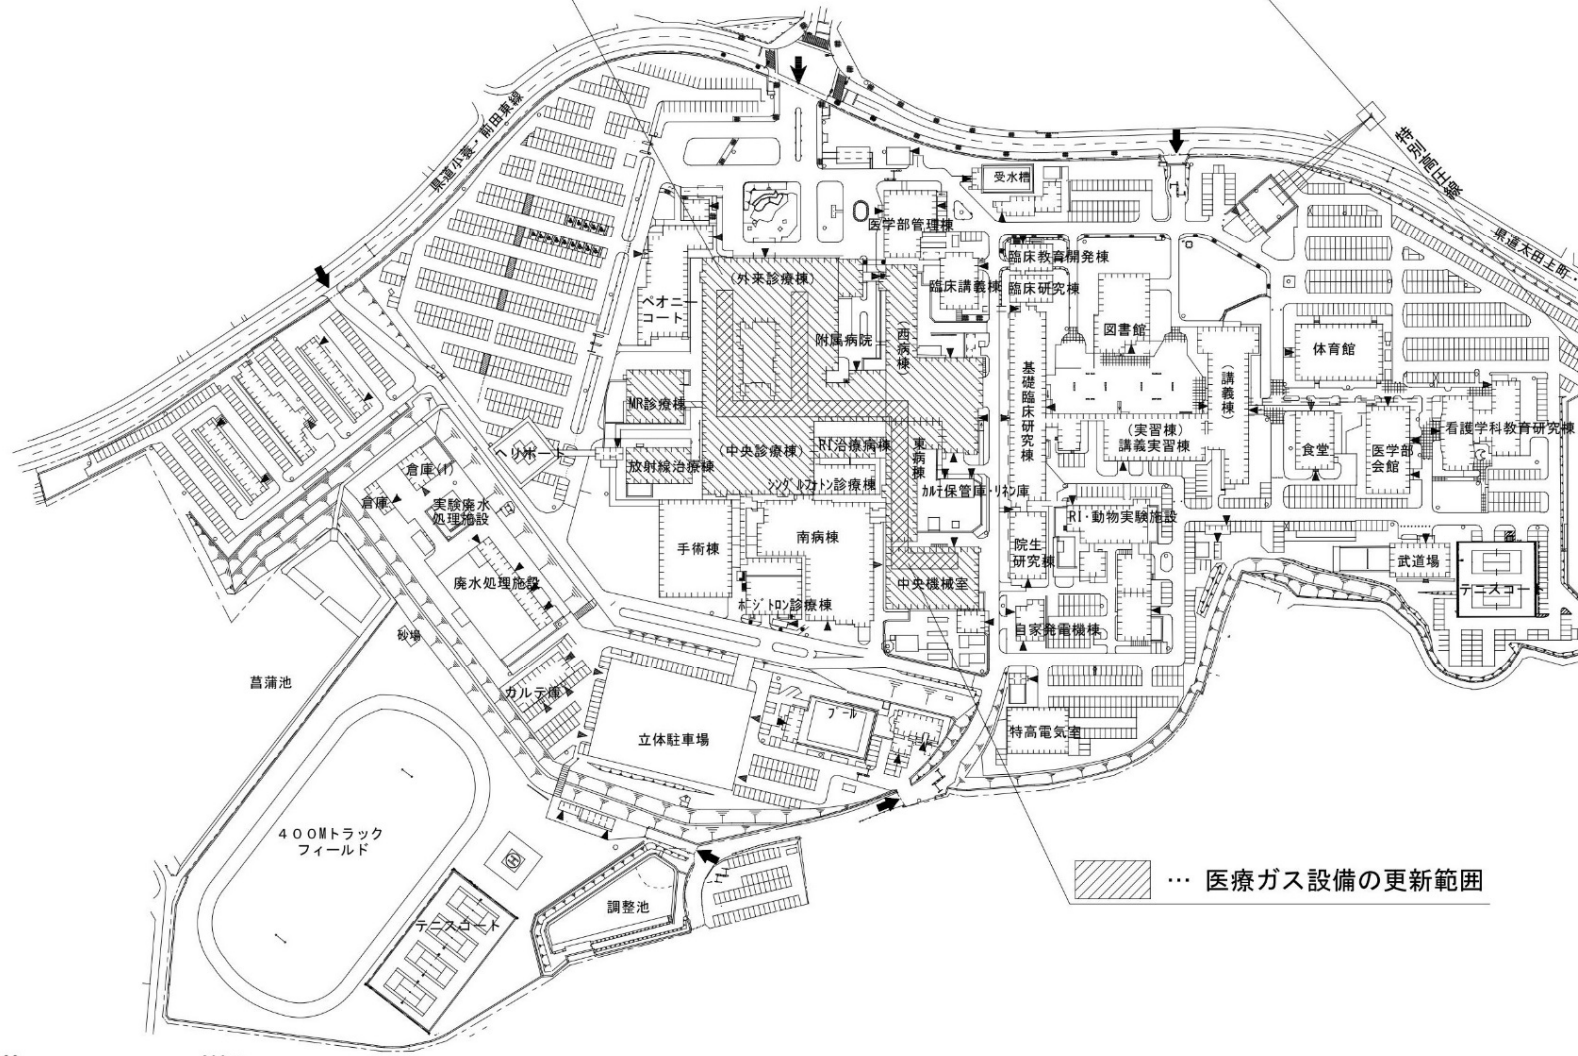 県道小蓑・前田東線
特別高圧線
県道太田上町・
受水槽
医学部管理棟
臨床教育開発棟
臨床講義棟
臨床研究棟
(外来診療棟)
ペオニー
コート
附属病院
(西病棟)
図書館
体育館
基礎臨床研究棟
(講義棟)
MR診療棟
(中央診療棟)
RI治療病棟
東病棟
(実習棟)
講義実習棟
食堂
医学部
会館
看護学科教育研究棟
ヘリポート
放射線治療棟
シングルフォトン診療棟
カルテ保管庫・リネン庫
倉庫(1)
倉庫
実験廃水
処理施設
RI・動物実験施設
手術棟
南病棟
院生
研究棟
武道場
廃水処理施設
中央機械室
テニスコート
ポジトロン診療棟
自家発電機棟
砂場
菖蒲池
カルテ庫
プール
立体駐車場
特高電気室
400Mトラック
フィールド
H
調整池
テニスコート
… 医療ガス設備の更新範囲